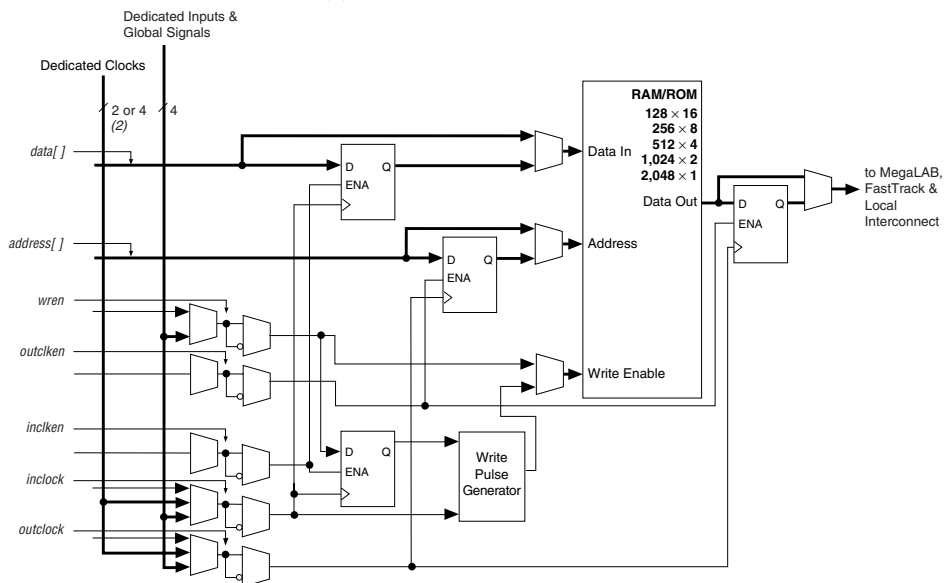 Dedicated Inputs &
Global Signals
Dedicated Clocks
2 or 4
(2)
4
RAM/ROM
128 × 16
256 × 8
512 × 4
1,024 × 2
2,048 × 1
data[ ]
Data In
D Q
ENA
Data Out
to MegaLAB,
FastTrack &
Local
Interconnect
D Q
ENA
address[ ]
Address
D Q
ENA
wren
outclken
Write Enable
inclken
D Q
ENA
Write
Pulse
Generator
inclock
outclock